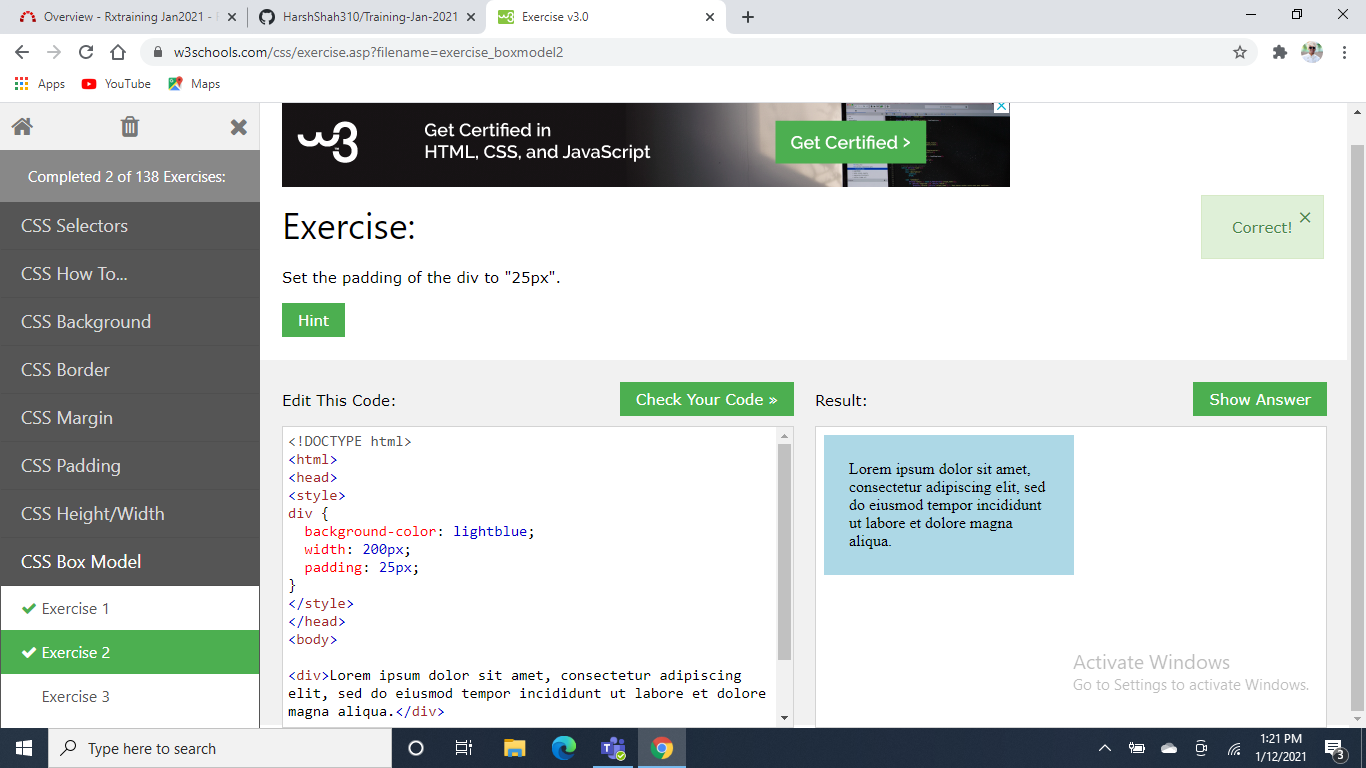 Overview - Rxtraining Jan2021 -
HarshShah310/Training-Jan-2021
Exercise v3.0
w3schools.com/css/exercise.asp?filename=exercise_boxmodel2
Apps
YouTube
Maps
Completed 2 of 138 Exercises:
CSS Selectors
CSS How To...
CSS Background
CSS Border
CSS Margin
CSS Padding
CSS Height/Width
CSS Box Model
Exercise 1
Exercise 2
Exercise 3
w3
Get Certified in
HTML, CSS, and JavaScript
Get Certified >
Exercise:
Correct!
Set the padding of the div to "25px".
Hint
Edit This Code:
Check Your Code »
<!DOCTYPE html>
<html>
<head>
<style>
div {
  background-color: lightblue;
  width: 200px;
  padding: 25px;
}
</style>
</head>
<body>
<div>Lorem ipsum dolor sit amet, consectetur adipiscing
elit, sed do eiusmod tempor incididunt ut labore et dolore
magna aliqua.</div>
Result:
Show Answer
Lorem ipsum dolor sit amet,
consectetur adipiscing elit, sed
do eiusmod tempor incididunt
ut labore et dolore magna
aliqua.
Activate Windows
Go to Settings to activate Windows.
Type here to search
1:21 PM
1/12/2021
3